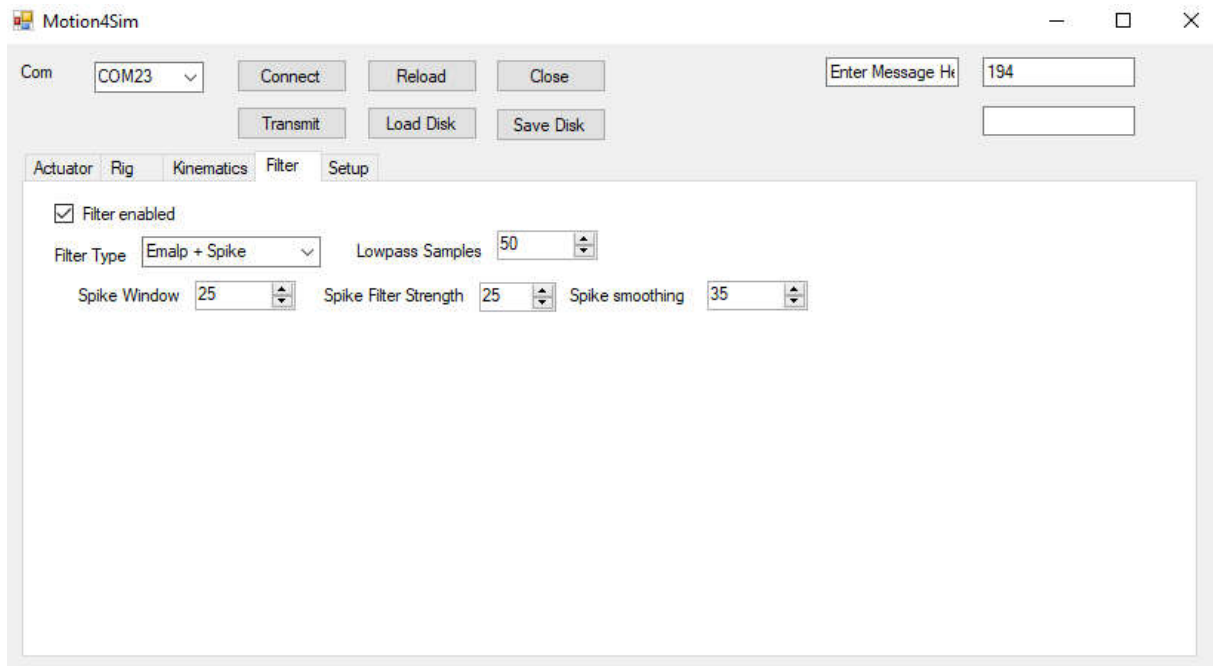 Motion4Sim
Com COM23 Connect Reload Close Enter Message He 194
Transmit Load Disk Save Disk
Actuator Rig Kinematics Filter Setup
Filter enabled
Filter Type Emalp + Spike Lowpass Samples 50
Spike Window 25 Spike Filter Strength 25 Spike smoothing 35